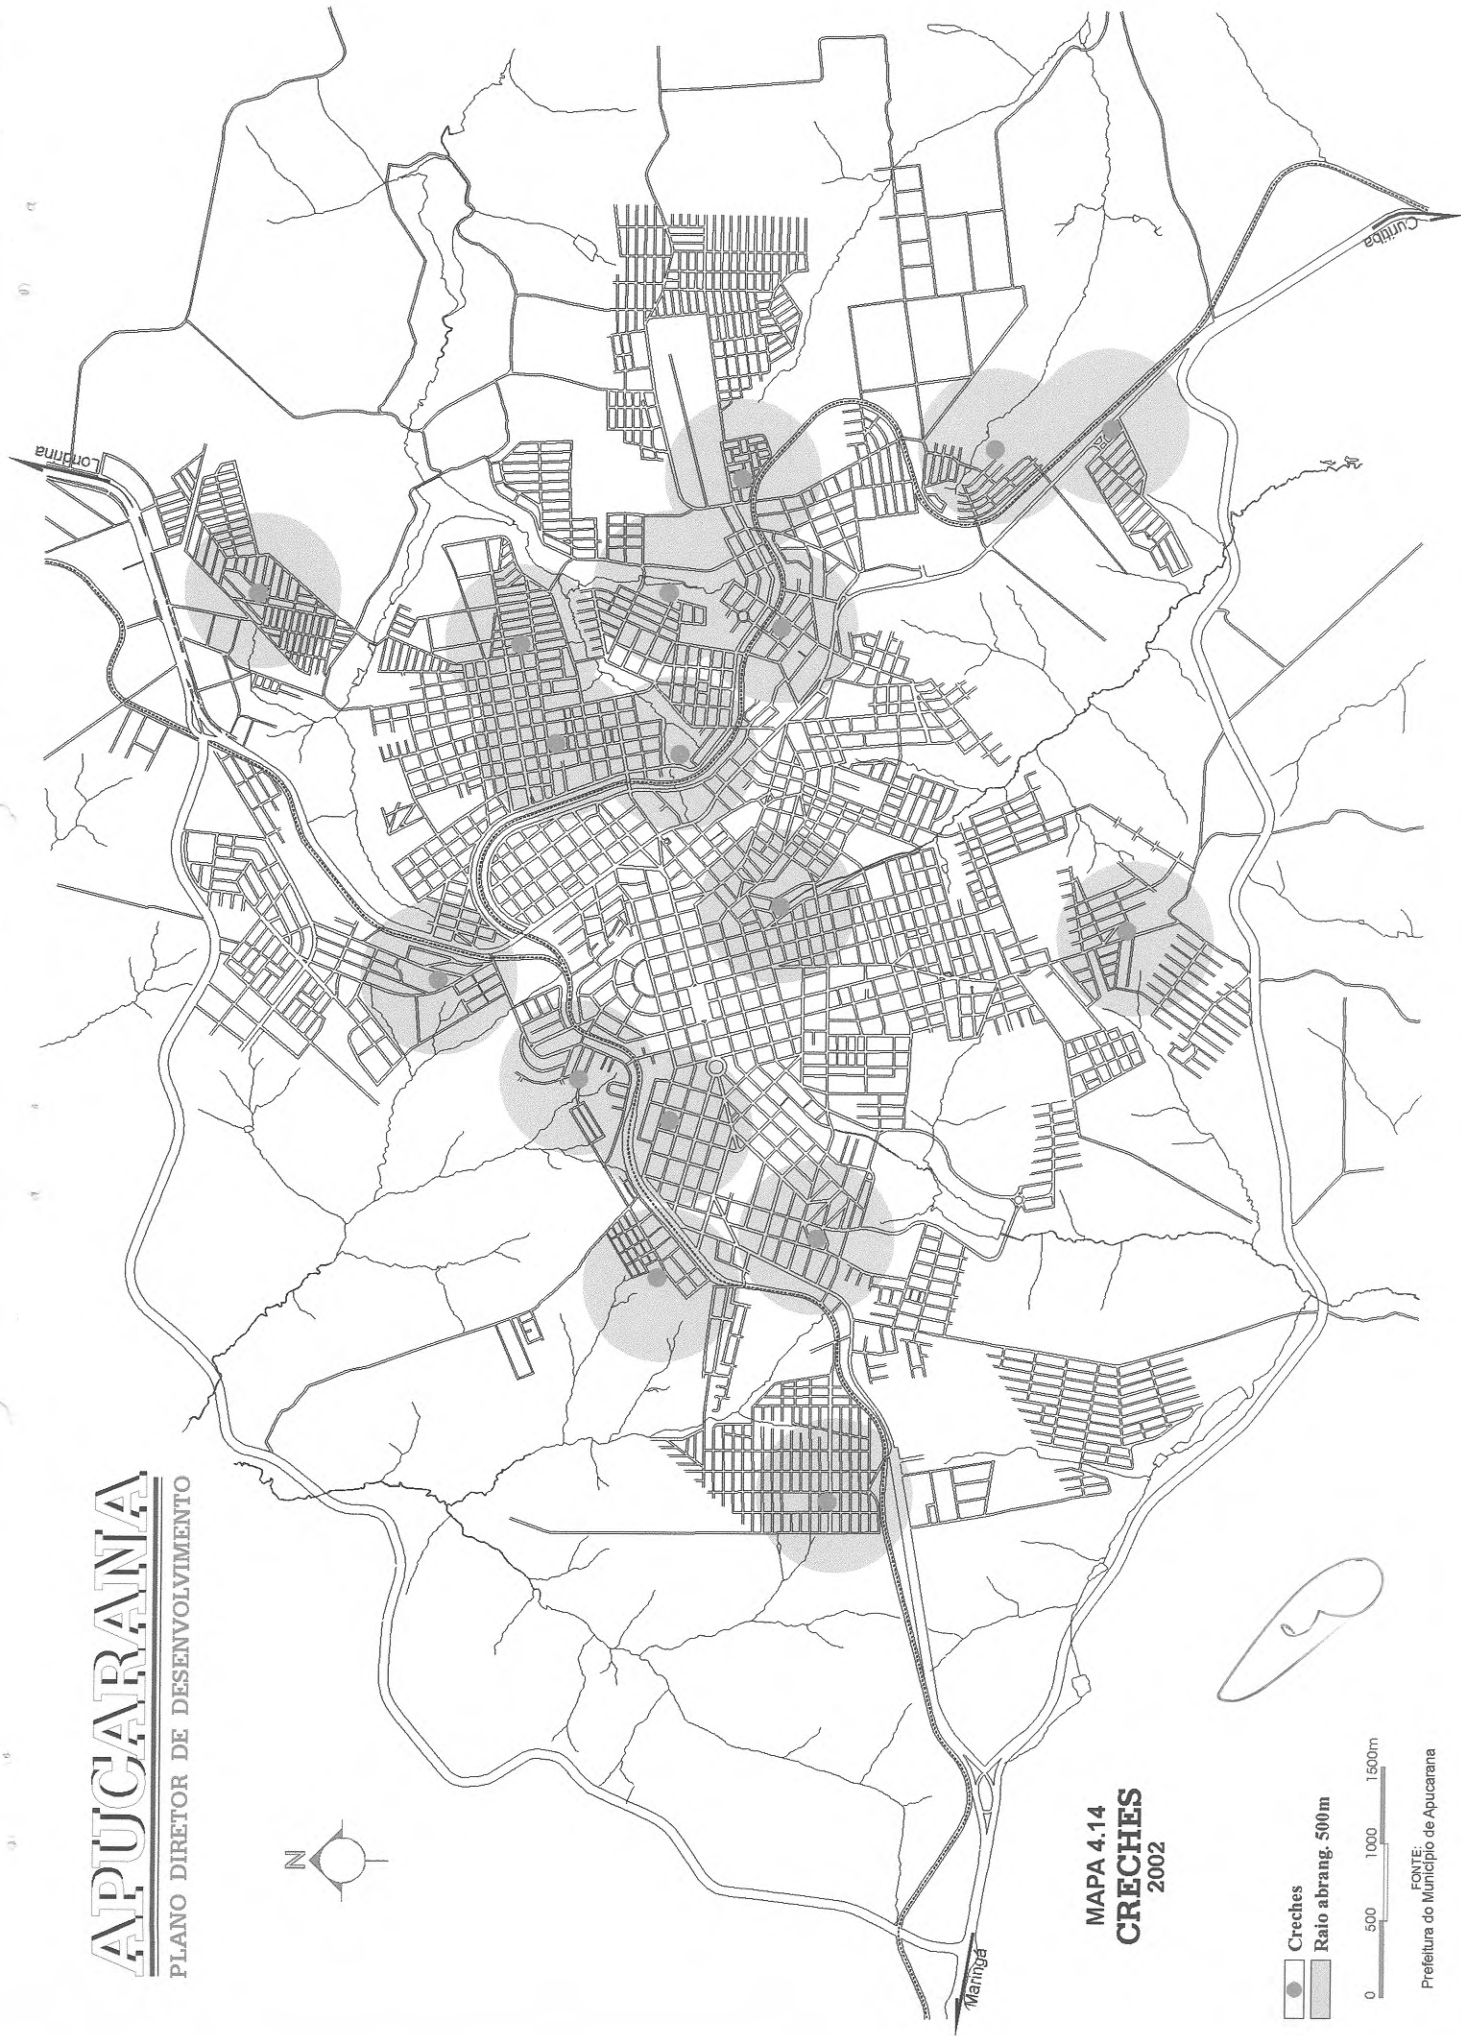 APUCARANA
PLANO DIRETOR DE DESENVOLVIMENTO
N
Londrina
Curitiba
Maringá
MAPA 4.14
CRECHES
2002
Creches
Raio abrang. 500m
0 500 1000 1500m
FONTE:
Prefeitura do Município de Apucarana